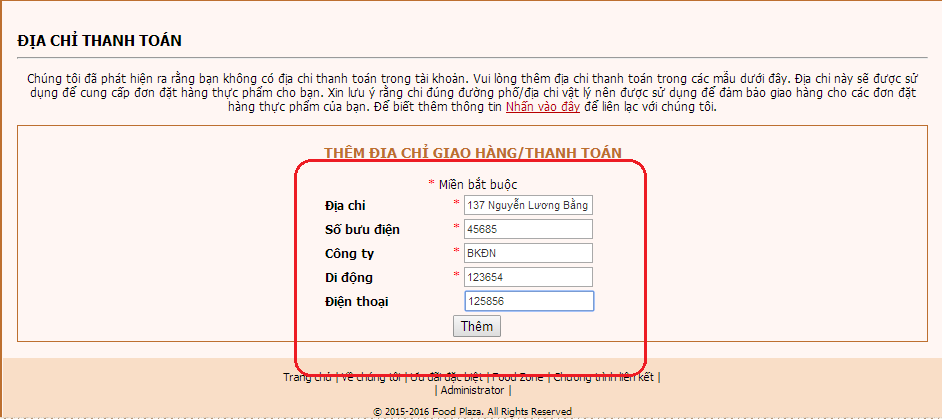 ĐỊA CHỈ THANH TOÁN
Chúng tôi đã phát hiện ra rằng bạn không có địa chỉ thanh toán trong tài khoản. Vui lòng thêm địa chỉ thanh toán trong các mẫu dưới đây. Địa chỉ này sẽ được sử
dụng để cung cấp đơn đặt hàng thực phẩm cho bạn. Xin lưu ý rằng chỉ đúng đường phố/địa chỉ vật lý nên được sử dụng để đảm bảo giao hàng cho các đơn đặt
hàng thực phẩm của bạn. Để biết thêm thông tin Nhấn vào đây để liên lạc với chúng tôi.
THÊM ĐỊA CHỈ GIAO HÀNG/THANH TOÁN
* Miền bắt buộc
Địa chỉ * 137 Nguyễn Lương Bằng
Số bưu điện * 45685
Công ty * BKĐN
Di động * 123654
Điện thoại 125856
Thêm
Trang chủ | Về chúng tôi | Ưu đãi đặc biệt | Food Zone | Chương trình liên kết |
| Administrator |
© 2015-2016 Food Plaza. All Rights Reserved